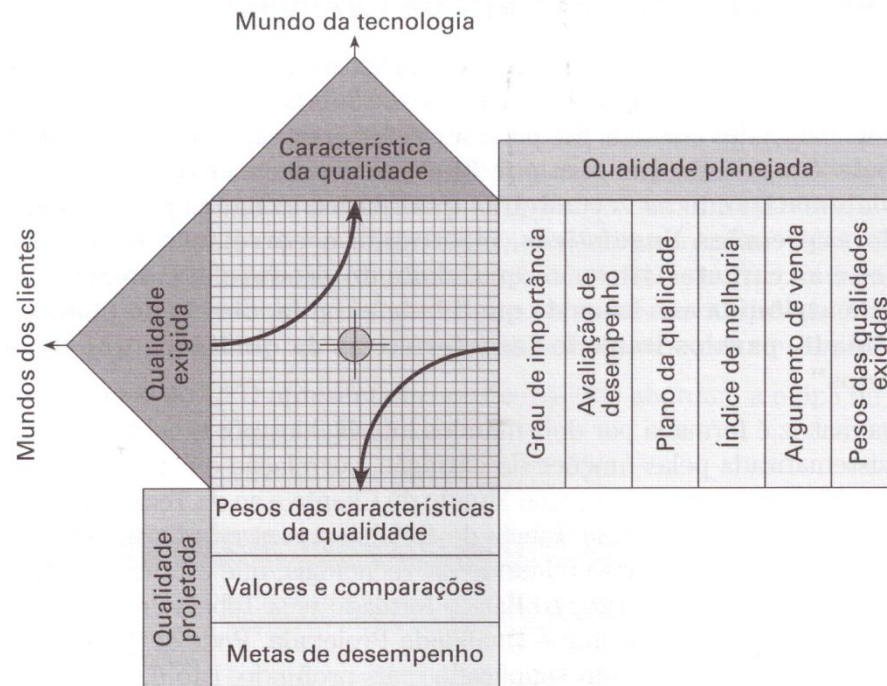 Mundo da tecnologia
Característica
da qualidade
Qualidade planejada
Mundos dos clientes
Qualidade
exigida
Grau de importância
Avaliação de
desempenho
Plano da qualidade
Índice de melhoria
Argumento de venda
Pesos das qualidades
exigidas
Qualidade
projetada
Pesos das características
da qualidade
Valores e comparações
Metas de desempenho